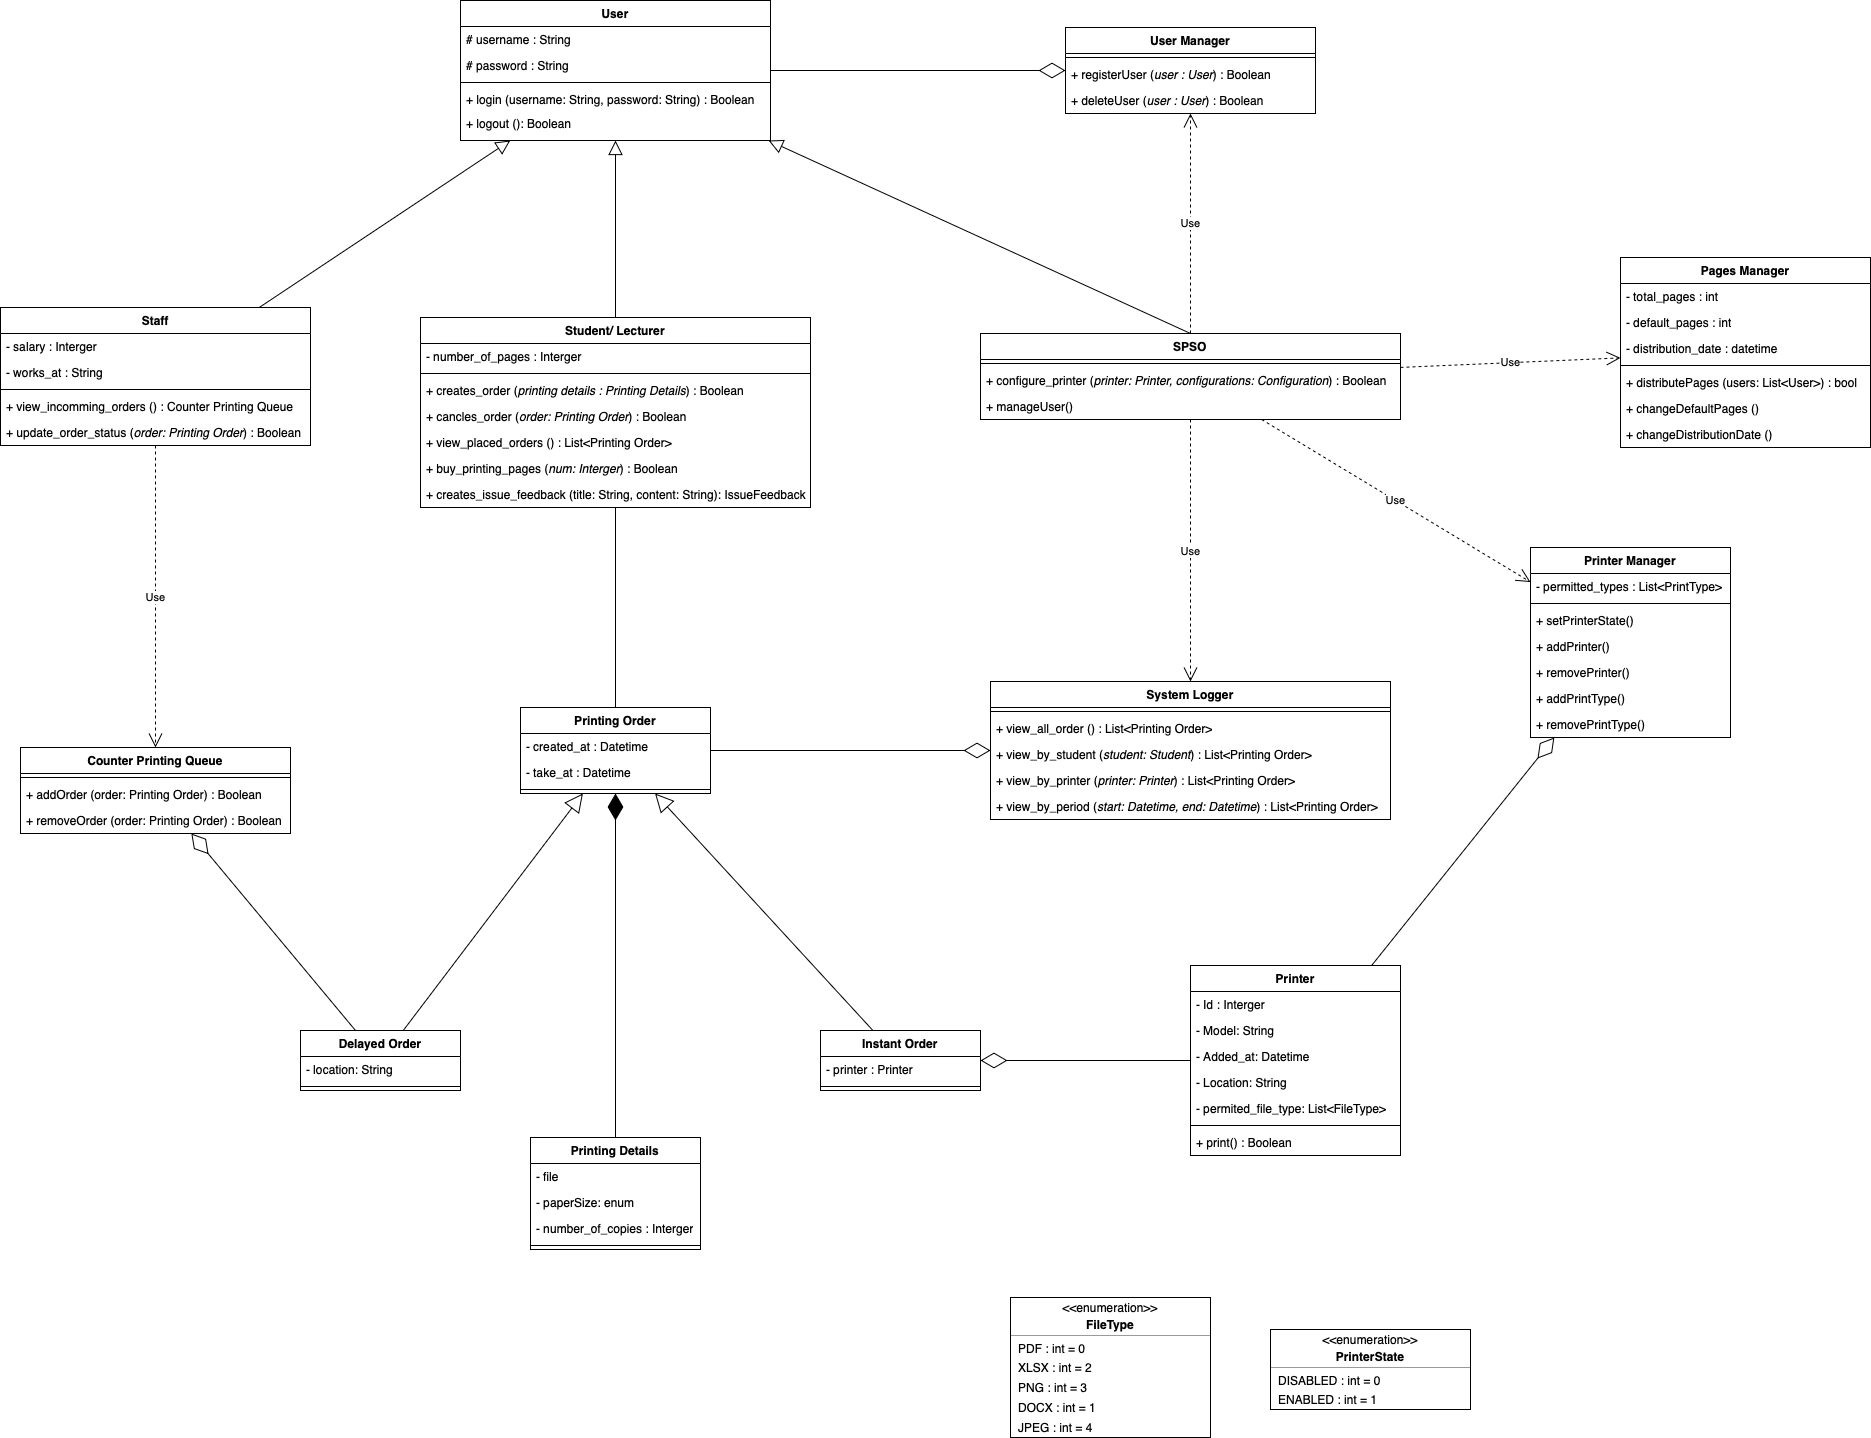 User
# username : String
# password : String
+ login (username: String, password: String) : Boolean
+ logout (): Boolean
User Manager
+ registerUser (user : User) : Boolean
+ deleteUser (user : User) : Boolean
Use
Pages Manager
- total_pages : int
- default_pages : int
- distribution_date : datetime
+ distributePages (users: List<User>) : bool
+ changeDefaultPages ()
+ changeDistributionDate ()
Staff
- salary : Interger
- works_at : String
+ view_incomming_orders () : Counter Printing Queue
+ update_order_status (order: Printing Order) : Boolean
Student/ Lecturer
- number_of_pages : Interger
+ creates_order (printing details : Printing Details) : Boolean
+ cancles_order (order: Printing Order) : Boolean
+ view_placed_orders () : List<Printing Order>
+ buy_printing_pages (num: Interger) : Boolean
+ creates_issue_feedback (title: String, content: String): IssueFeedback
SPSO
+ configure_printer (printer: Printer, configurations: Configuration) : Boolean
+ manageUser()
Use
Use
Use
Use
Printer Manager
- permitted_types : List<PrintType>
+ setPrinterState()
+ addPrinter()
+ removePrinter()
+ addPrintType()
+ removePrintType()
Printing Order
- created_at : Datetime
- take_at : Datetime
System Logger
+ view_all_order () : List<Printing Order>
+ view_by_student (student: Student) : List<Printing Order>
+ view_by_printer (printer: Printer) : List<Printing Order>
+ view_by_period (start: Datetime, end: Datetime) : List<Printing Order>
Counter Printing Queue
+ addOrder (order: Printing Order) : Boolean
+ removeOrder (order: Printing Order) : Boolean
Delayed Order
- location: String
Instant Order
- printer : Printer
Printer
- Id : Interger
- Model: String
- Added_at: Datetime
- Location: String
- permited_file_type: List<FileType>
+ print() : Boolean
Printing Details
- file
- paperSize: enum
- number_of_copies : Interger
<<enumeration>>
FileType
PDF : int = 0
XLSX : int = 2
PNG : int = 3
DOCX : int = 1
JPEG : int = 4
<<enumeration>>
PrinterState
DISABLED : int = 0
ENABLED : int = 1